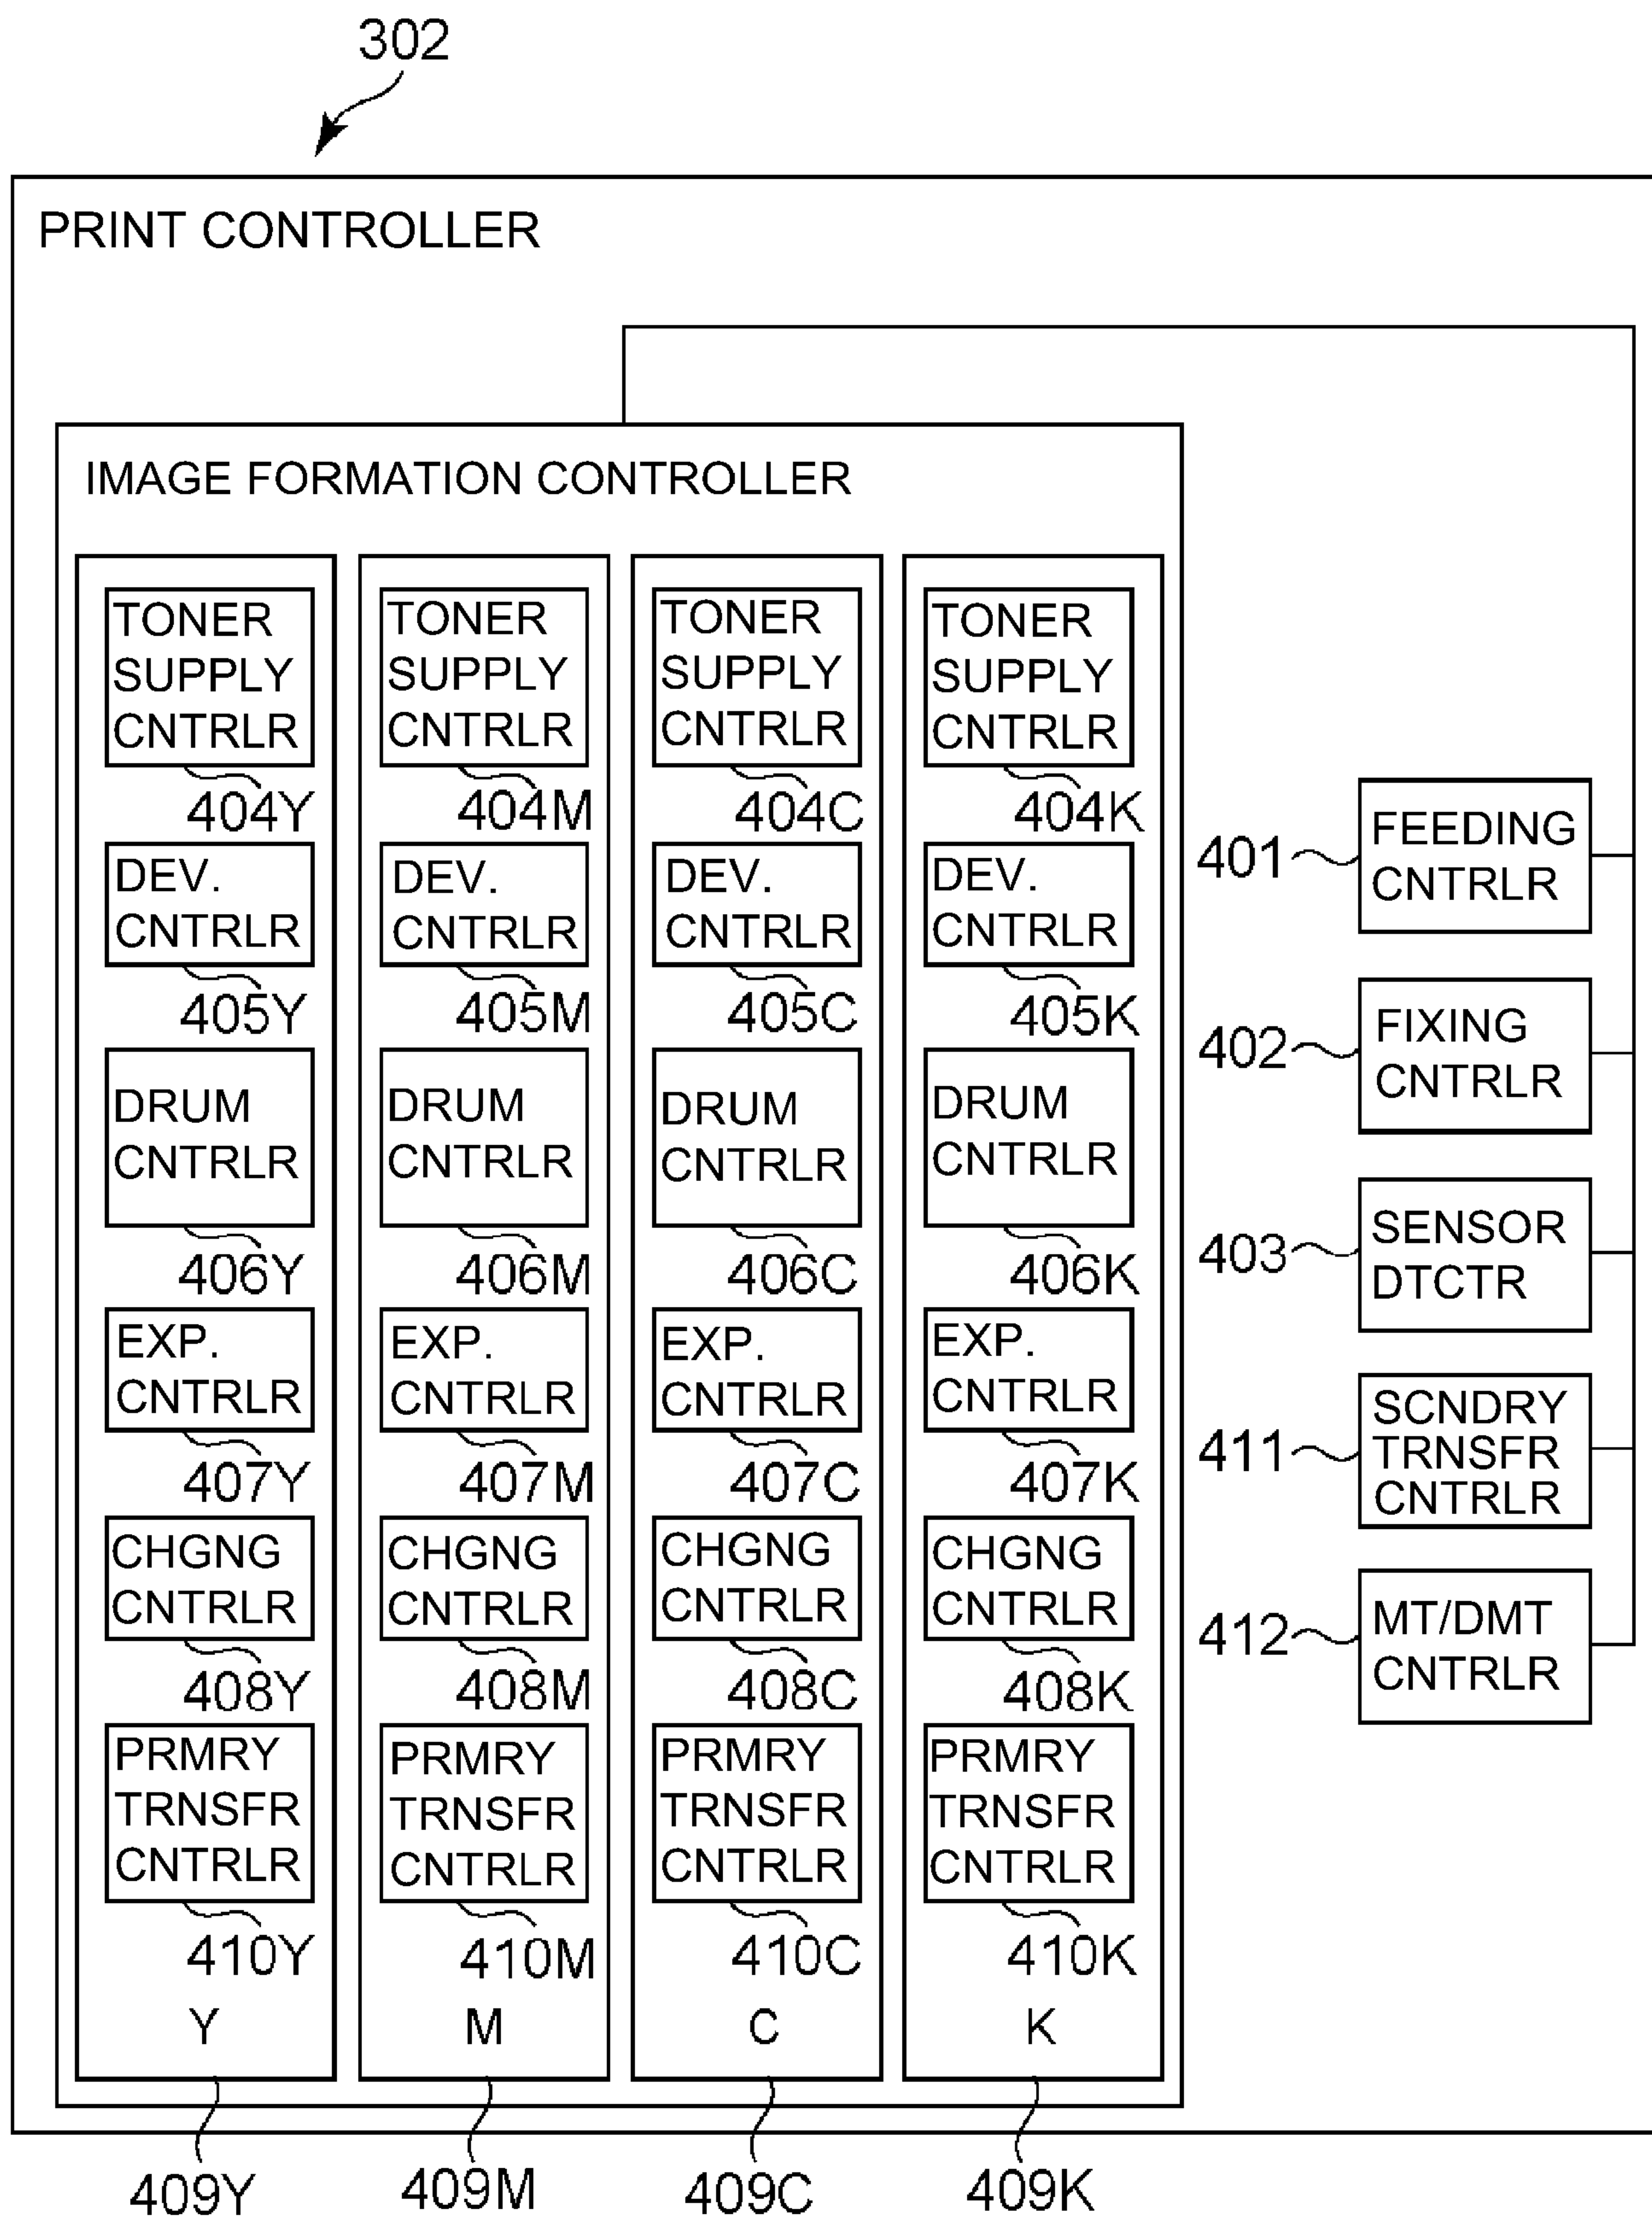 302
PRINT CONTROLLER
IMAGE FORMATION CONTROLLER
TONER
SUPPLY
CNTRLR
404Y
DEV.
CNTRLR
405Y
DRUM
CNTRLR
406Y
EXP.
CNTRLR
407Y
CHGNG
CNTRLR
408Y
PRMRY
TRNSFR
CNTRLR
410Y
Y
409Y
TONER
SUPPLY
CNTRLR
404M
DEV.
CNTRLR
405M
DRUM
CNTRLR
406M
EXP.
CNTRLR
407M
CHGNG
CNTRLR
408M
PRMRY
TRNSFR
CNTRLR
410M
M
409M
TONER
SUPPLY
CNTRLR
404C
DEV.
CNTRLR
405C
DRUM
CNTRLR
406C
EXP.
CNTRLR
407C
CHGNG
CNTRLR
408C
PRMRY
TRNSFR
CNTRLR
410C
C
409C
TONER
SUPPLY
CNTRLR
404K
DEV.
CNTRLR
405K
DRUM
CNTRLR
406K
EXP.
CNTRLR
407K
CHGNG
CNTRLR
408K
PRMRY
TRNSFR
CNTRLR
410K
K
409K
401
FEEDING
CNTRLR
402
FIXING
CNTRLR
403
SENSOR
DTCTR
411
SCNDRY
TRNSFR
CNTRLR
412
MT/DMT
CNTRLR